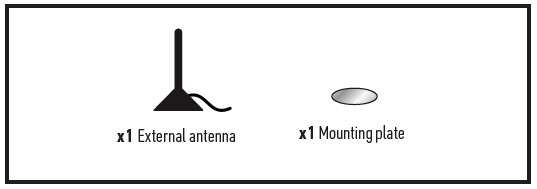 x1 External antenna
x1 Mounting plate